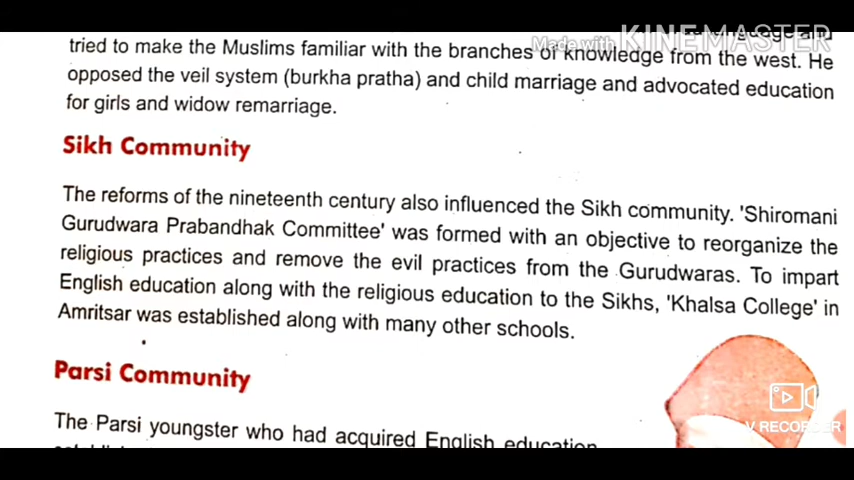 Made with KINEMASTER
tried to make the Muslims familiar with the branches of knowledge from the west. He
opposed the veil system (burkha pratha) and child marriage and advocated education
for girls and widow remarriage.
Sikh Community
The reforms of the nineteenth century also influenced the Sikh community. 'Shiromani
Gurudwara Prabandhak Committee' was formed with an objective to reorganize the
religious practices and remove the evil practices from the Gurudwaras. To impart
English education along with the religious education to the Sikhs, 'Khalsa College' in
Amritsar was established along with many other schools.
Parsi Community
The Parsi youngster who had acquired English education
V RECORDER